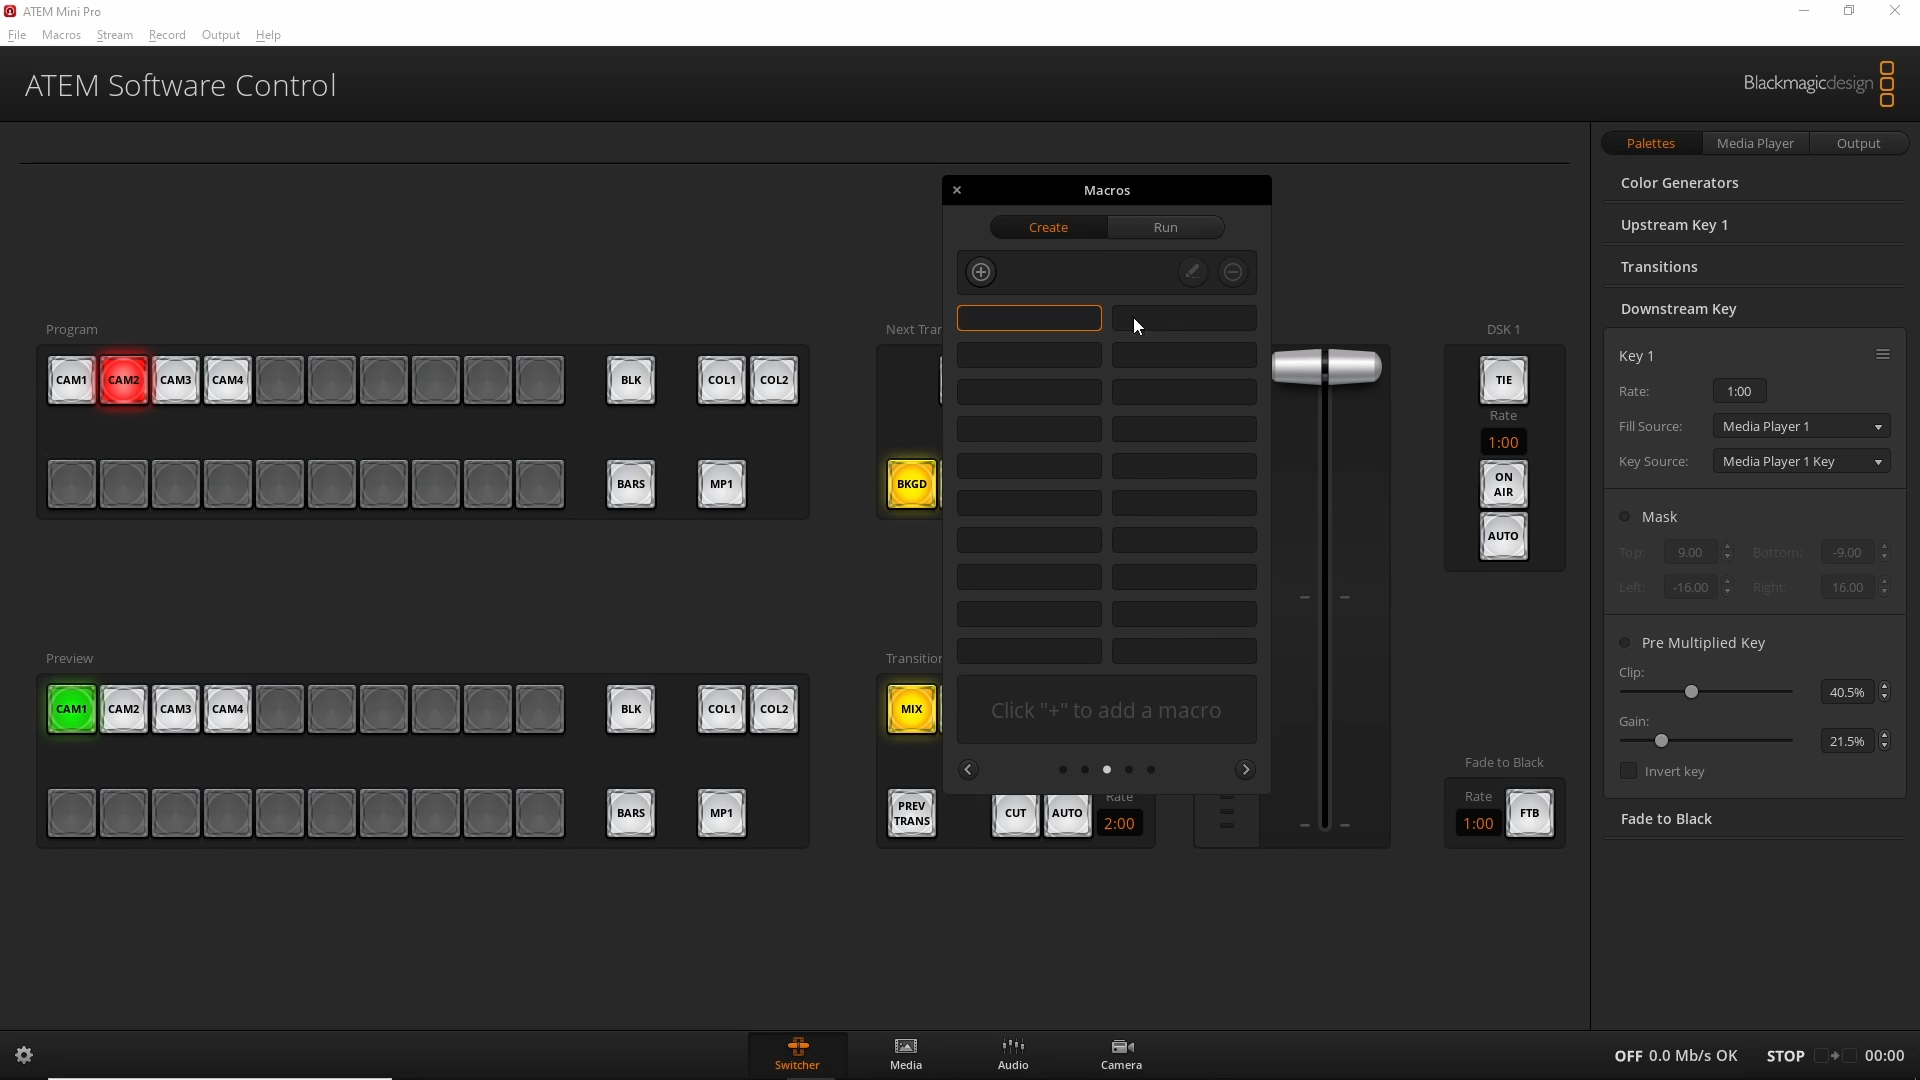 ATEM Mini Pro
File Macros Stream Record Output Help
ATEM Software Control
Blackmagicdesign
Palettes Media Player Output
Color Generators
Upstream Key 1
Transitions
Downstream Key
Key 1
Rate: 1:00
Fill Source: Media Player 1
Key Source: Media Player 1 Key
Mask
Top: 9.00 Bottom: -9.00
Left: -16.00 Right: 16.00
Pre Multiplied Key
Clip:
40.5%
Gain:
21.5%
Invert key
Fade to Black
Macros
Create Run
Click "+" to add a macro
Program
CAM1 CAM2 CAM3 CAM4 BLK COL1 COL2
BARS MP1
Next Tran
BKGD
DSK 1
TIE
Rate
1:00
ON
AIR
AUTO
Preview
CAM1 CAM2 CAM3 CAM4 BLK COL1 COL2
BARS MP1
Transition
MIX
PREV
TRANS
CUT AUTO
Rate
2:00
Fade to Black
Rate
1:00
FTB
Switcher Media Audio Camera
OFF 0.0 Mb/s OK STOP 00:00